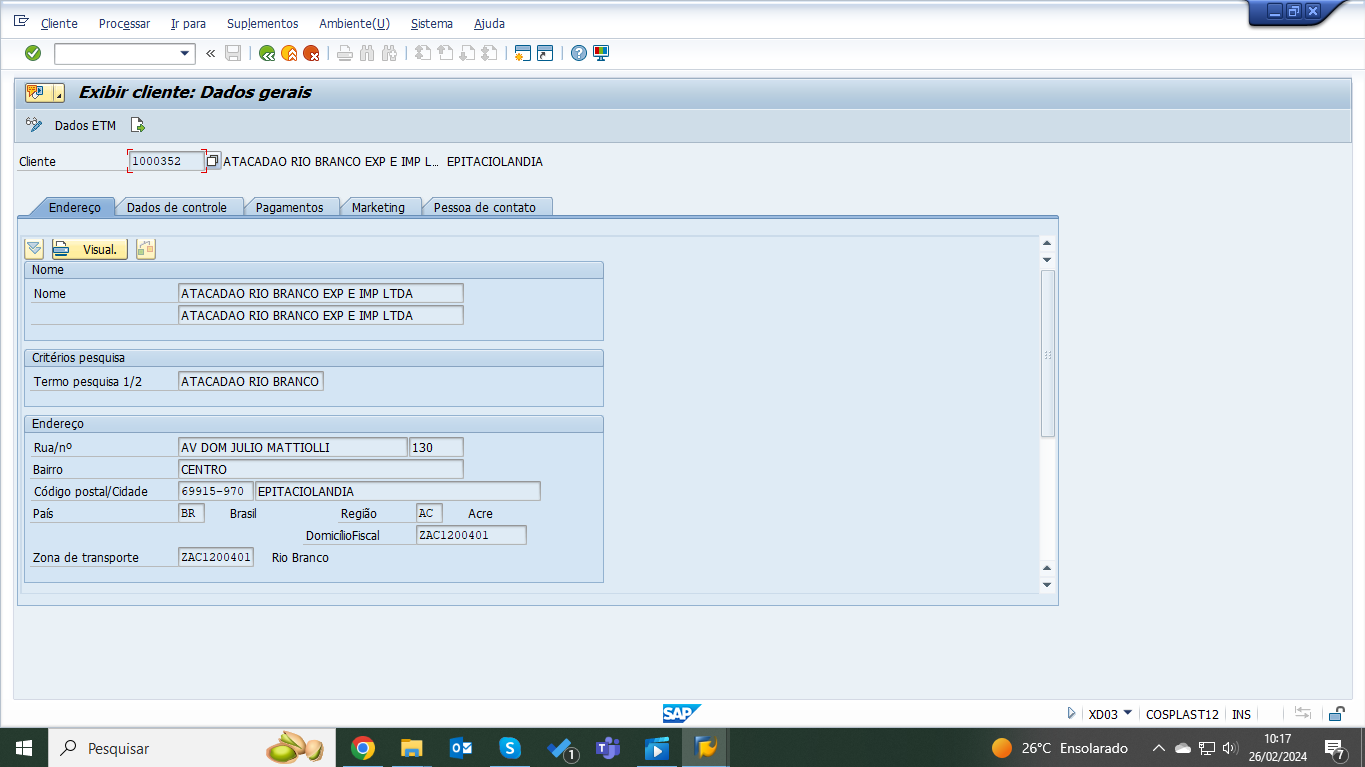 Cliente Processar Ir para Suplementos Ambiente(U) Sistema Ajuda
Exibir cliente: Dados gerais
Dados ETM
Cliente 1000352 ATACADAO RIO BRANCO EXP E IMP L… EPITACIOLANDIA
Endereço Dados de controle Pagamentos Marketing Pessoa de contato
Visual.
Nome
Nome ATACADAO RIO BRANCO EXP E IMP LTDA
ATACADAO RIO BRANCO EXP E IMP LTDA
Critérios pesquisa
Termo pesquisa 1/2 ATACADAO RIO BRANCO
Endereço
Rua/nº AV DOM JULIO MATTIOLLI 130
Bairro CENTRO
Código postal/Cidade 69915-970 EPITACIOLANDIA
País BR Brasil Região AC Acre
DomicílioFiscal ZAC1200401
Zona de transporte ZAC1200401 Rio Branco
SAP XD03 COSPLAST12 INS
Pesquisar 1 26°C Ensolarado 10:17
26/02/2024 7